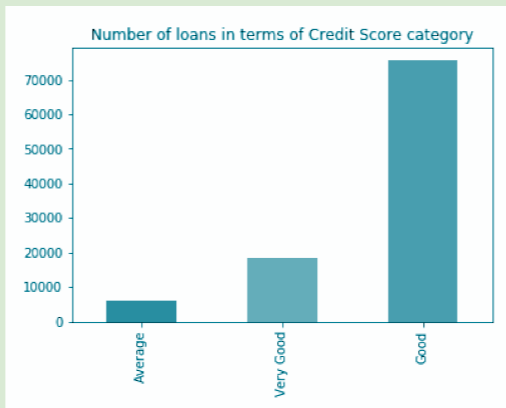 Number of loans in terms of Credit Score category
70000
60000
50000
40000
30000
20000
10000
0
Average
Very Good
Good